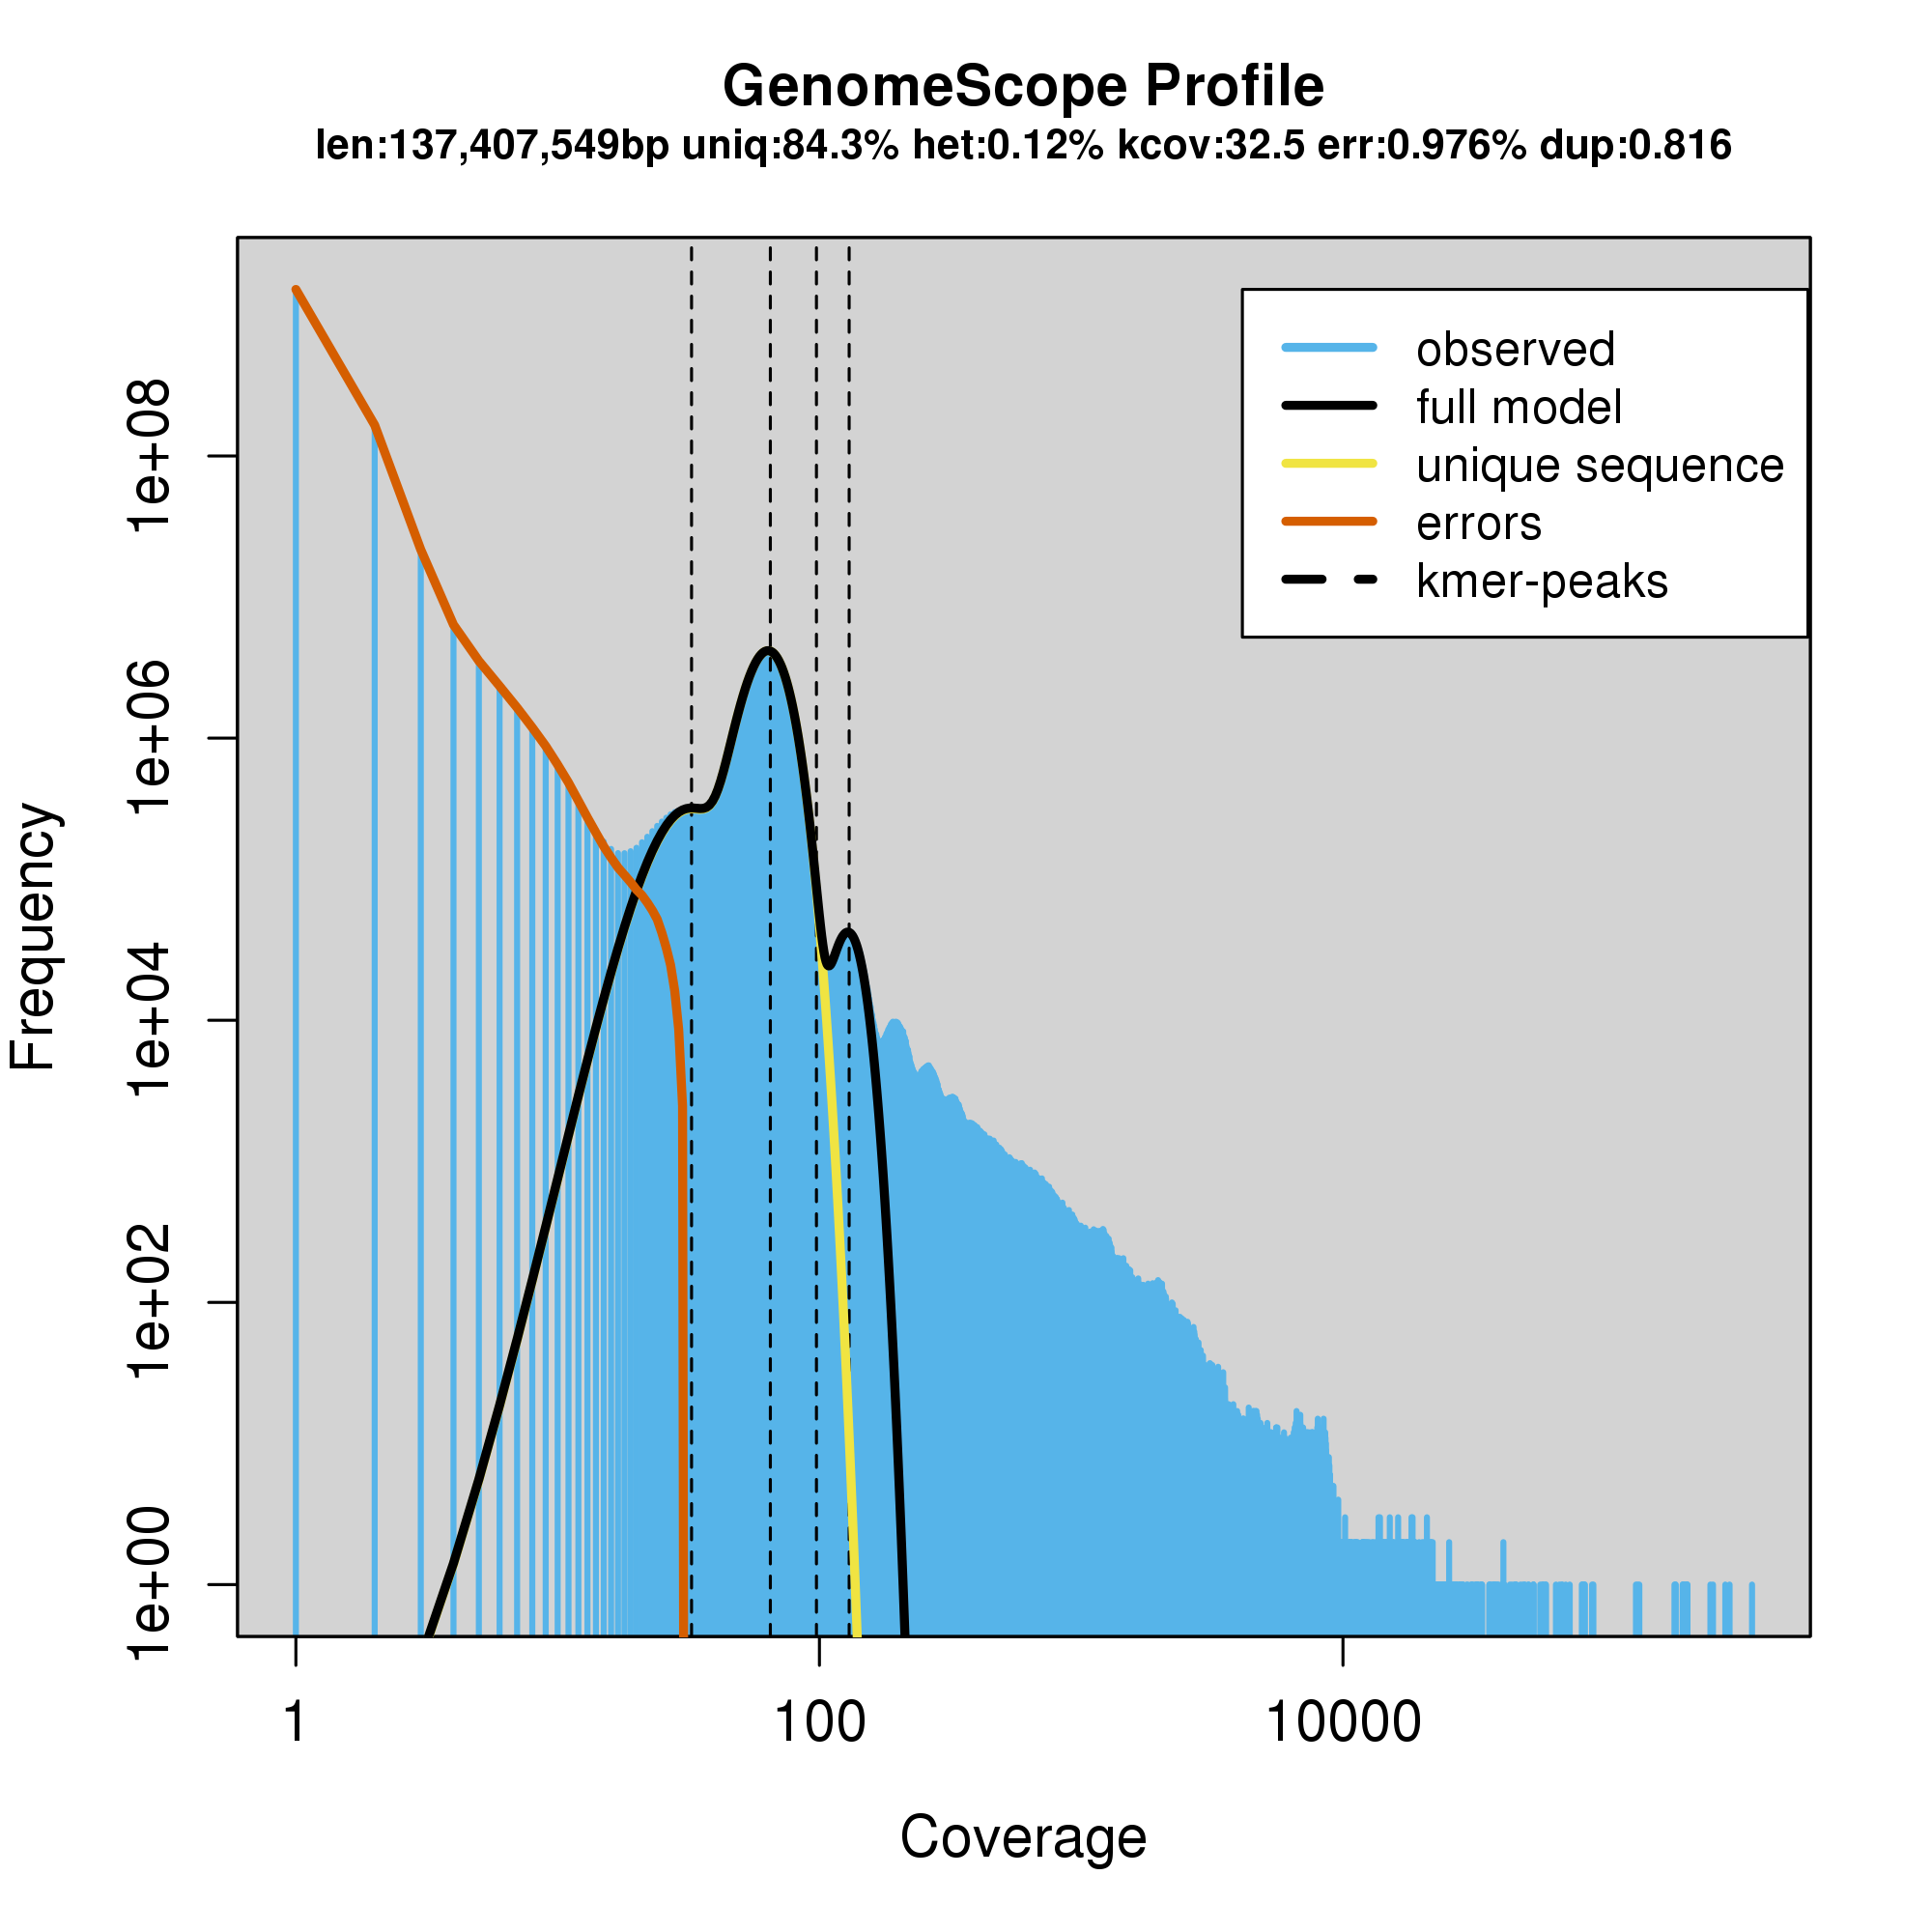 GenomeScope Profile
len:137,407,549bp uniq:84.3% het:0.12% kcov:32.5 err:0.976% dup:0.816
observed
full model
unique sequence
errors
kmer-peaks
Frequency
1e+08
1e+06
1e+04
1e+02
1e+00
1
100
10000
Coverage